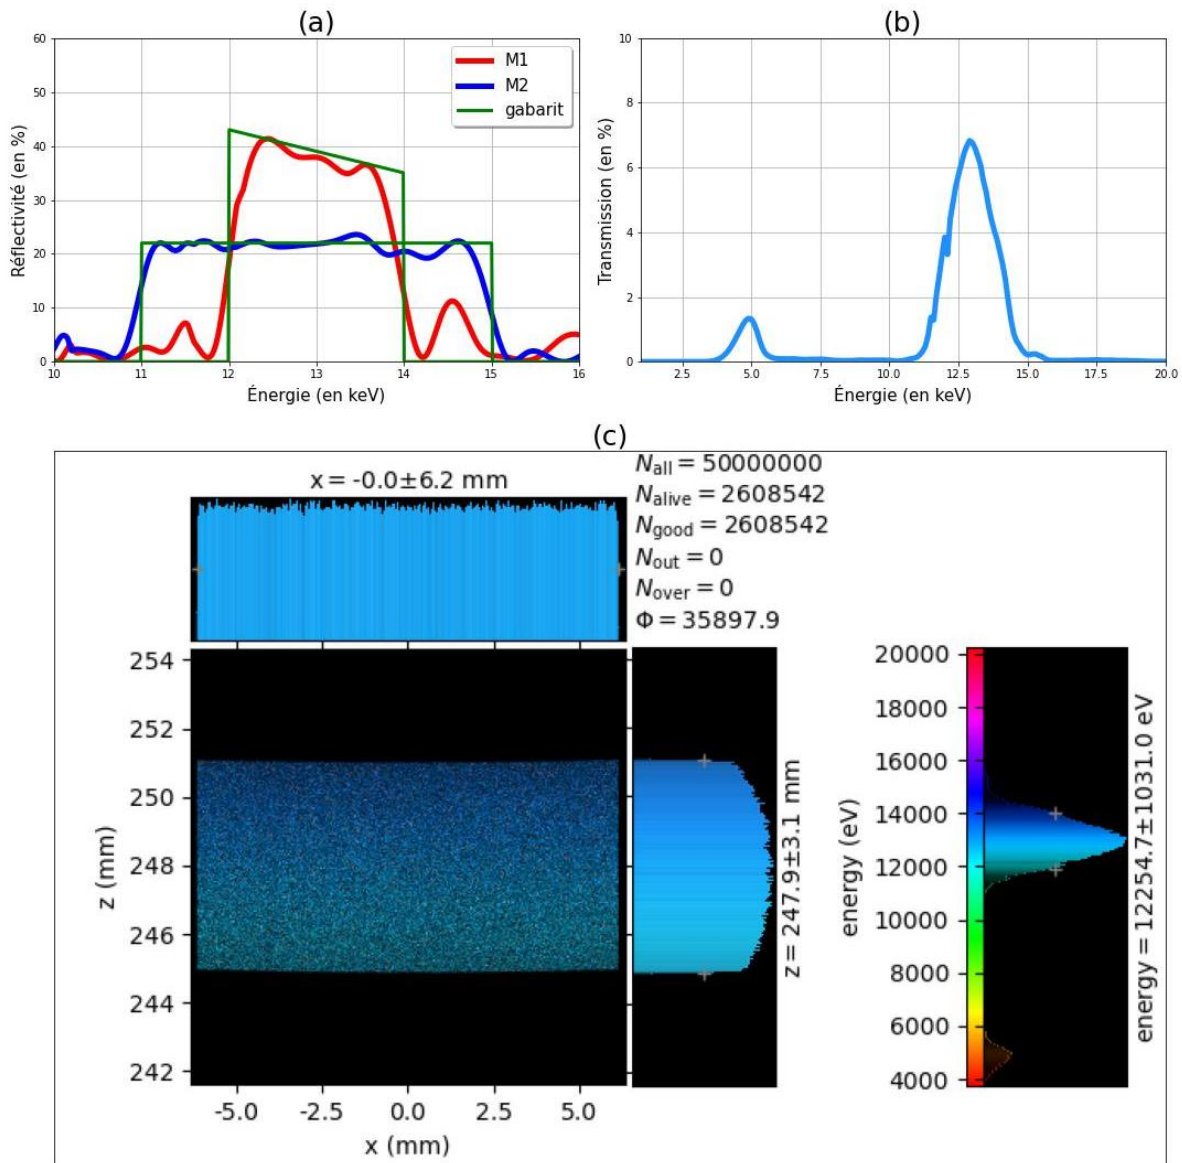 (a)
60
50
40
30
20
10
0
10 11 12 13 14 15 16
Réflectivité (en %)
Énergie (en keV)
M1
M2
gabarit
(b)
10
8
6
4
2
0
2.5 5.0 7.5 10.0 12.5 15.0 17.5 20.0
Transmission (en %)
Énergie (en keV)
(c)
x = -0.0±6.2 mm
N_all = 50000000
N_alive = 2608542
N_good = 2608542
N_out = 0
N_over = 0
Φ = 35897.9
254
252
250
248
246
244
242
z (mm)
-5.0 -2.5 0.0 2.5 5.0
x (mm)
z = 247.9±3.1 mm
20000
18000
16000
14000
12000
10000
8000
6000
4000
energy (eV)
energy = 12254.7±1031.0 eV